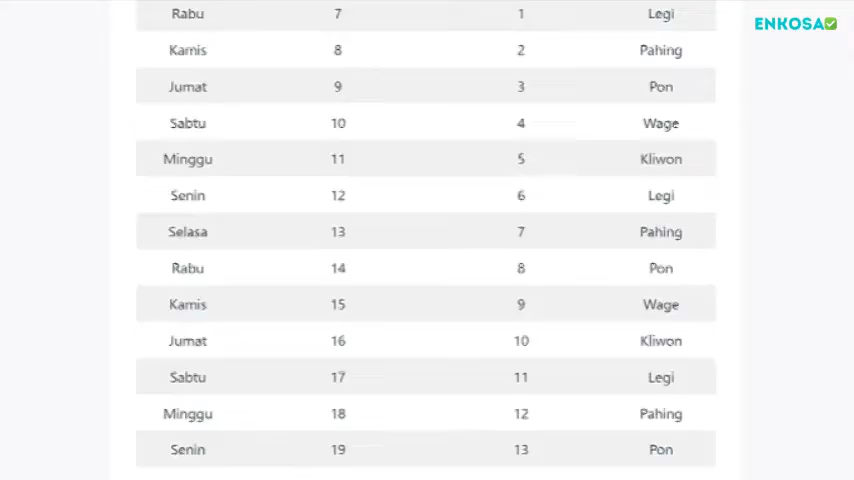 ENKOSA
Rabu 7 1 Legi
Kamis 8 2 Pahing
Jumat 9 3 Pon
Sabtu 10 4 Wage
Minggu 11 5 Kliwon
Senin 12 6 Legi
Selasa 13 7 Pahing
Rabu 14 8 Pon
Kamis 15 9 Wage
Jumat 16 10 Kliwon
Sabtu 17 11 Legi
Minggu 18 12 Pahing
Senin 19 13 Pon